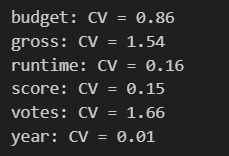 budget: CV = 0.86
gross: CV = 1.54
runtime: CV = 0.16
score: CV = 0.15
votes: CV = 1.66
year: CV = 0.01